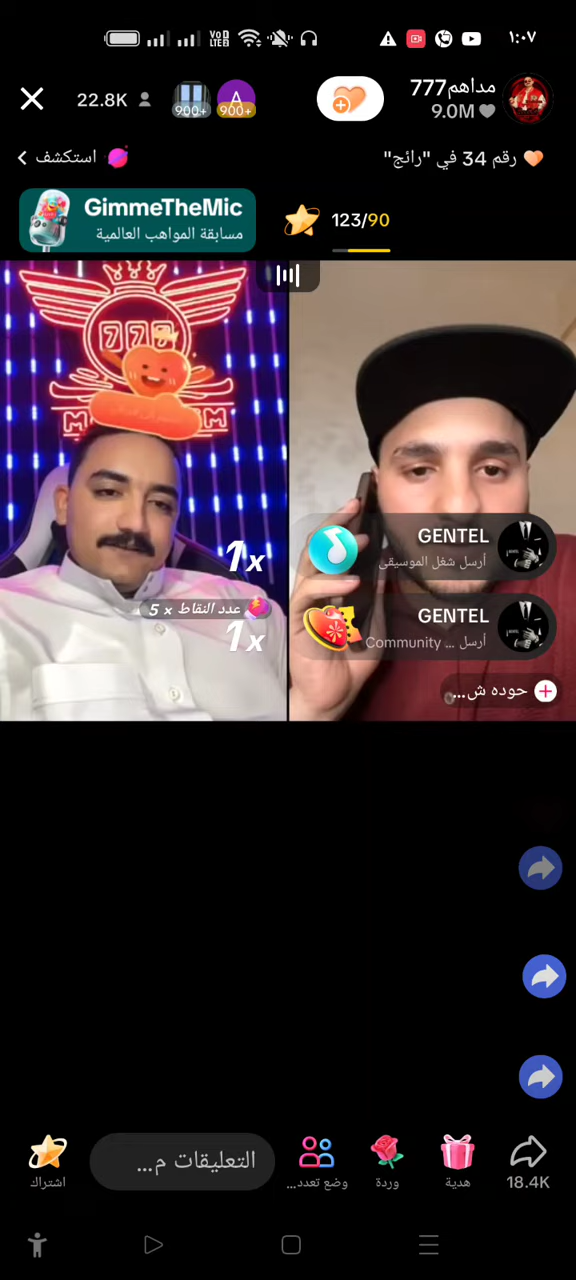 ١:٠٧
VoD LTE2
مداهم777
9.0M
22.8K
900+
A
900+
رقم 34 في "رائج"
استكشف
GimmeTheMic
مسابقة المواهب العالمية
123/90
777
1x
عدد النقاط × 5
1x
GENTEL
أرسل شغل الموسيقى
GENTEL
أرسل Community ...
حوده ش...
التعليقات م...
اشتراك
وضع تعدد...
وردة
هدية
18.4K